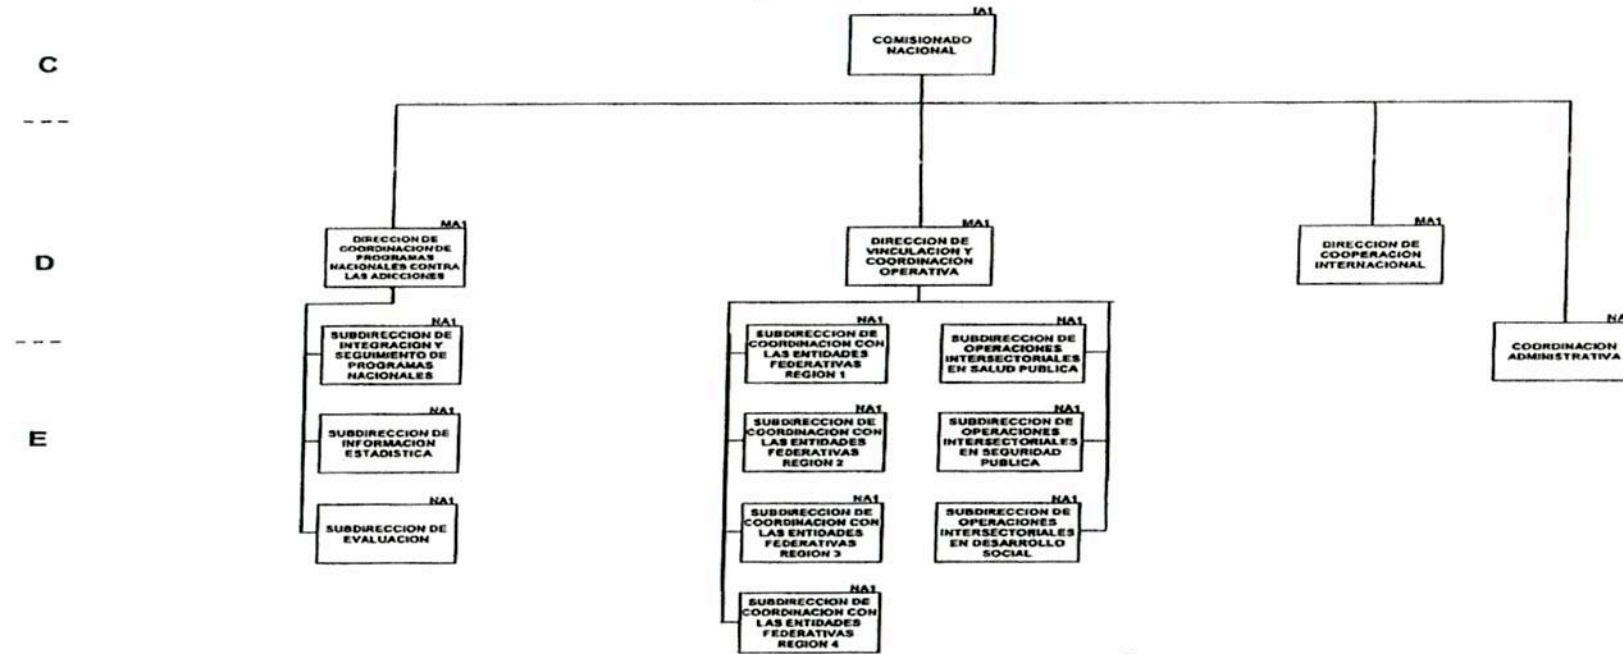 IA1
COMISIONADO
NACIONAL
C
---
MA1
DIRECCION DE
COORDINACION DE
PROGRAMAS
NACIONALES CONTRA
LAS ADICCIONES
MA1
DIRECCION DE
VINCULACION Y
COORDINACIÓN
OPERATIVA
MA1
DIRECCION DE
COOPERACION
INTERNACIONAL
D
---
NA1
SUBDIRECCION DE
INTEGRACION Y
SEGUIMIENTO DE
PROGRAMAS
NACIONALES
NA1
SUBDIRECCION DE
COORDINACION CON
LAS ENTIDADES
FEDERATIVAS
REGION 1
NA1
SUBDIRECCION DE
OPERACIONES
INTERSECTORIALES
EN SALUD PUBLICA
NA
COORDINACION
ADMINISTRATIVA
E
NA1
SUBDIRECCION DE
INFORMACION
ESTADISTICA
NA1
SUBDIRECCION DE
COORDINACION CON
LAS ENTIDADES
FEDERATIVAS
REGION 2
NA1
SUBDIRECCION DE
OPERACIONES
INTERSECTORIALES
EN SEGURIDAD
PUBLICA
NA1
SUBDIRECCION DE
EVALUACION
NA1
SUBDIRECCION DE
COORDINACION CON
LAS ENTIDADES
FEDERATIVAS
REGION 3
NA1
SUBDIRECCION DE
OPERACIONES
INTERSECTORIALES
EN DESARROLLO
SOCIAL
NA1
SUBDIRECCION DE
COORDINACION CON
LAS ENTIDADES
FEDERATIVAS
REGION 4